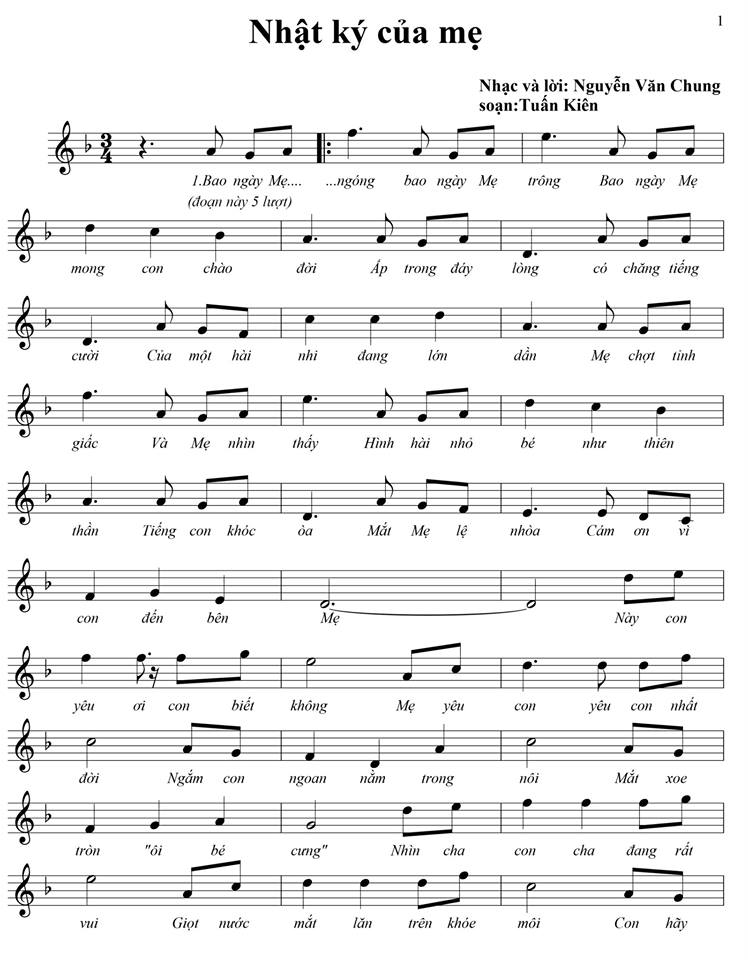 1
Nhật ký của mẹ
Nhạc và lời: Nguyễn Văn Chung
soạn:Tuấn Kiên
3
4
1.Bao ngày Mẹ.... ...ngóng bao ngày Mẹ trông Bao ngày Mẹ
(đoạn này 5 lượt)
mong con chào đời Ấp trong đáy lòng có chăng tiếng
cười Của một hài nhi đang lớn dần Mẹ chợt tỉnh
giấc Và Mẹ nhìn thấy Hình hài nhỏ bé như thiên
thần Tiếng con khóc òa Mắt Mẹ lệ nhòa Cám ơn vì
con đến bên Mẹ Này con
yêu ơi con biết không Mẹ yêu con yêu con nhất
đời Ngắm con ngoan nằm trong nôi Mắt xoe
tròn "ôi bé cưng" Nhìn cha con cha đang rất
vui Giọt nước mắt lăn trên khóe môi Con hãy